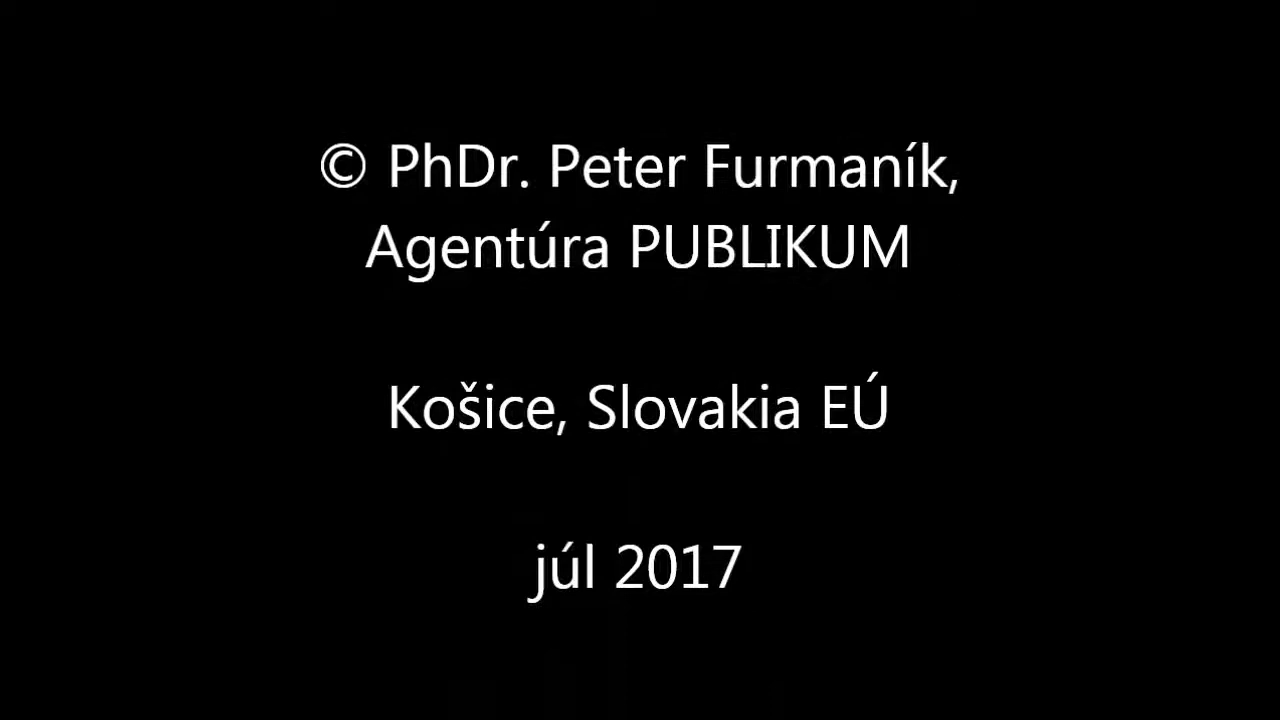 © PhDr. Peter Furmaník,
Agentúra PUBLIKUM
Košice, Slovakia EÚ
júl 2017